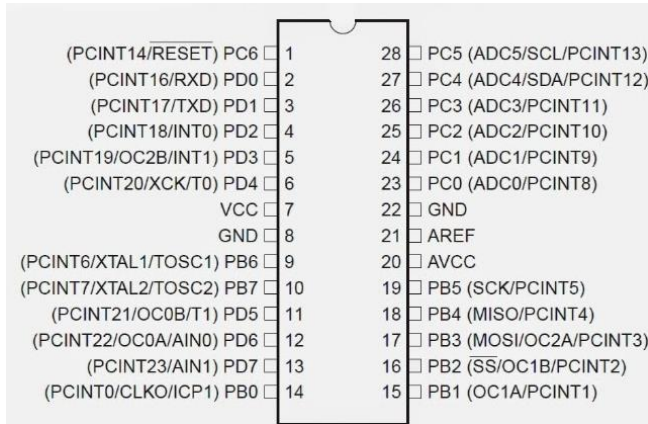 (PCINT14/RESET) PC6 1 28 PC5 (ADC5/SCL/PCINT13)
(PCINT16/RXD) PD0 2 27 PC4 (ADC4/SDA/PCINT12)
(PCINT17/TXD) PD1 3 26 PC3 (ADC3/PCINT11)
(PCINT18/INT0) PD2 4 25 PC2 (ADC2/PCINT10)
(PCINT19/OC2B/INT1) PD3 5 24 PC1 (ADC1/PCINT9)
(PCINT20/XCK/T0) PD4 6 23 PC0 (ADC0/PCINT8)
VCC 7 22 GND
GND 8 21 AREF
(PCINT6/XTAL1/TOSC1) PB6 9 20 AVCC
(PCINT7/XTAL2/TOSC2) PB7 10 19 PB5 (SCK/PCINT5)
(PCINT21/OC0B/T1) PD5 11 18 PB4 (MISO/PCINT4)
(PCINT22/OC0A/AIN0) PD6 12 17 PB3 (MOSI/OC2A/PCINT3)
(PCINT23/AIN1) PD7 13 16 PB2 (SS/OC1B/PCINT2)
(PCINT0/CLKO/ICP1) PB0 14 15 PB1 (OC1A/PCINT1)